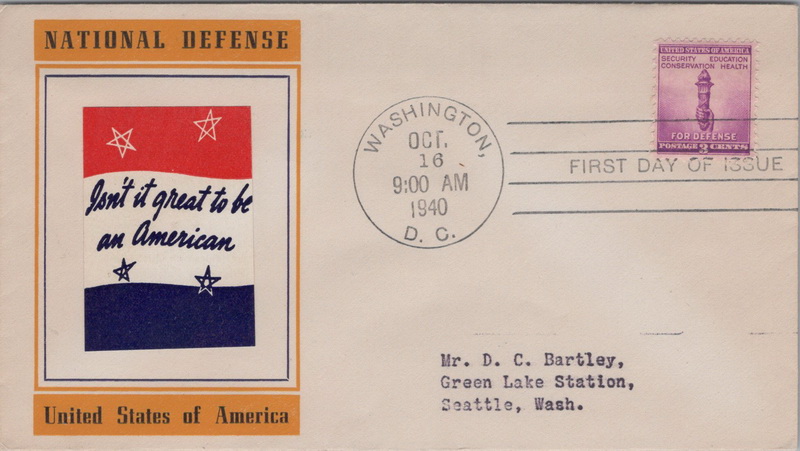 NATIONAL DEFENSE
Isn't it great to be
an American
United States of America
WASHINGTON,
OCT.
16
9:00 AM
1940
D. C.
UNITED STATES OF AMERICA
SECURITY EDUCATION
CONSERVATION HEALTH
FOR DEFENSE
POSTAGE 3 CENTS
FIRST DAY OF ISSUE
Mr. D. C. Bartley,
Green Lake Station,
Seattle, Wash.